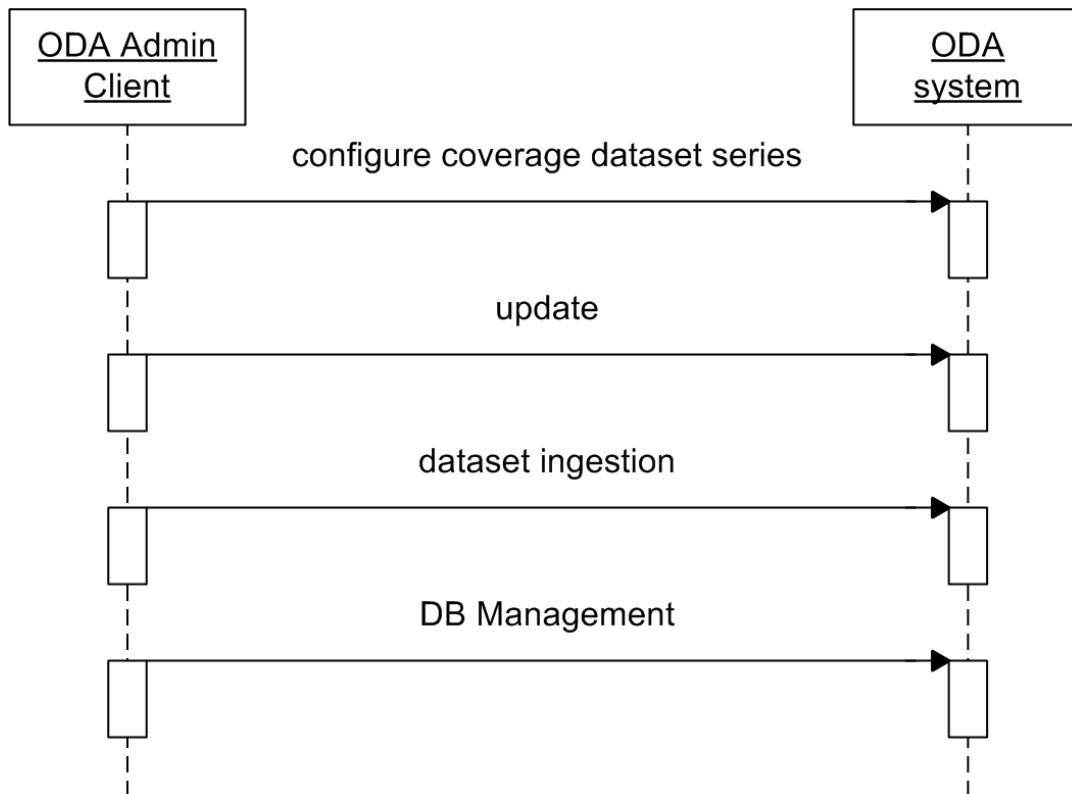 ODA Admin
Client
ODA
system
configure coverage dataset series
update
dataset ingestion
DB Management